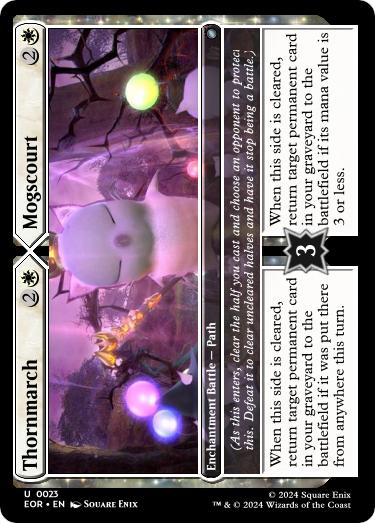 Thornmarch 2
Mogscourt 2
Enchantment Battle — Path
(As this enters, clear the half you cast and choose an opponent to protect
this. Defeat it to clear uncleared halves and have it stop being a battle.)
When this side is cleared,
return target permanent card
in your graveyard to the
battlefield if it was put there
from anywhere this turn.
3
When this side is cleared,
return target permanent card
in your graveyard to the
battlefield if its mana value is
3 or less.
U 0023
EOR • EN SQUARE ENIX
© 2024 Square Enix
™ & © 2024 Wizards of the Coast